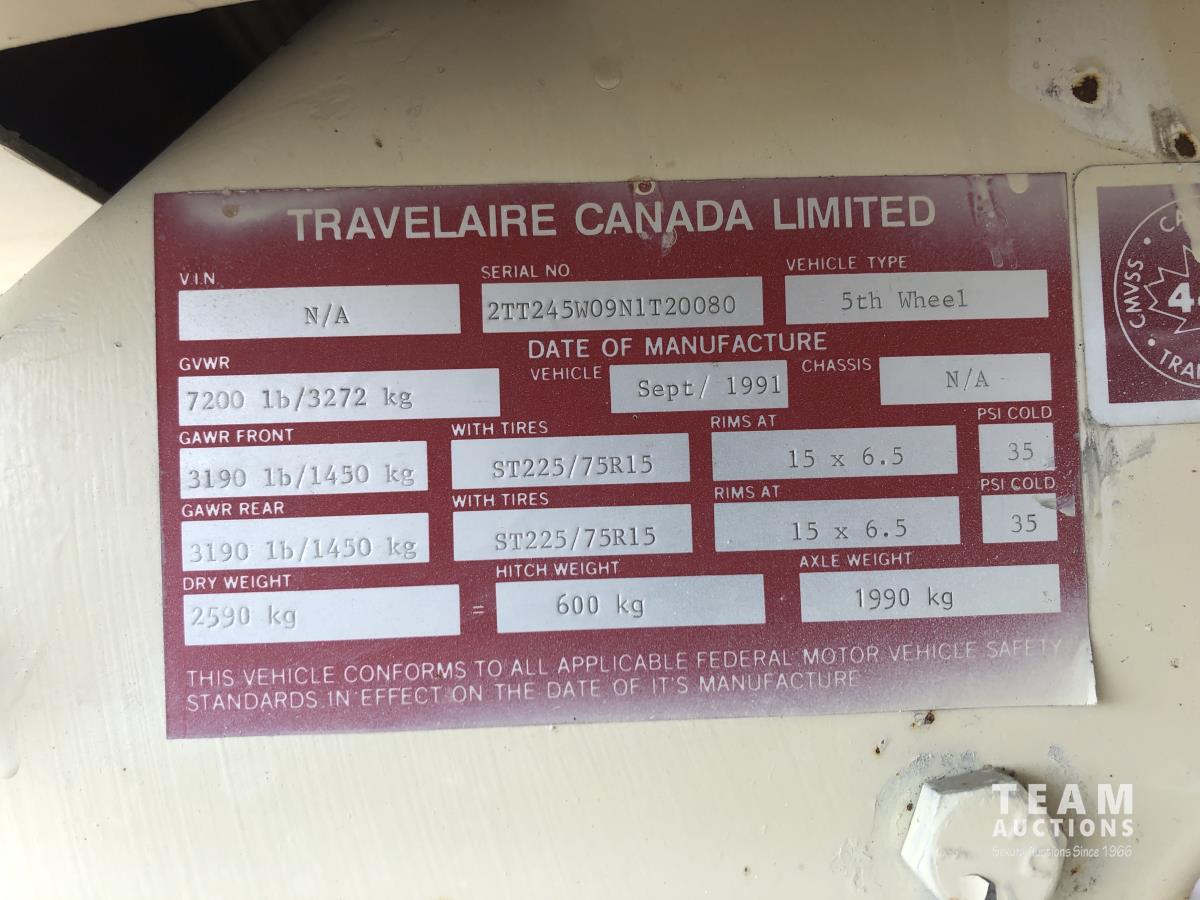 TRAVELAIRE CANADA LIMITED
V.I.N. SERIAL NO. VEHICLE TYPE
N/A 2TT245W09N1T20080 5th Wheel
GVWR DATE OF MANUFACTURE
7200 lb/3272 kg VEHICLE Sept/ 1991 CHASSIS N/A
GAWR FRONT WITH TIRES RIMS AT PSI COLD
3190 lb/1450 kg ST225/75R15 15 x 6.5 35
GAWR REAR WITH TIRES RIMS AT PSI COLD
3190 lb/1450 kg ST225/75R15 15 x 6.5 35
DRY WEIGHT HITCH WEIGHT AXLE WEIGHT
2590 kg = 600 kg 1990 kg
THIS VEHICLE CONFORMS TO ALL APPLICABLE FEDERAL MOTOR VEHICLE SAFETY
STANDARDS IN EFFECT ON THE DATE OF IT'S MANUFACTURE
CMVSS
TEAM
AUCTIONS
Since 1966